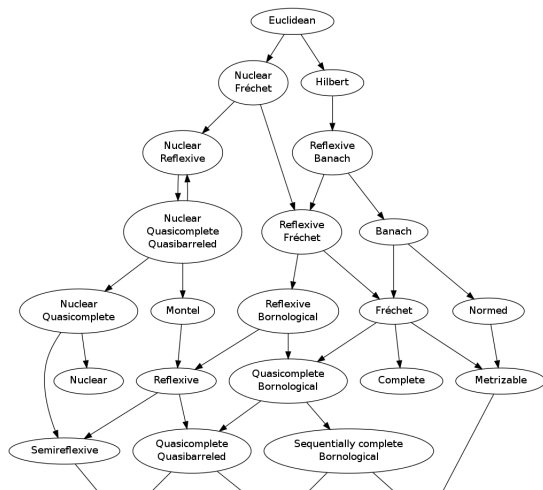 Euclidean
Nuclear
Fréchet
Hilbert
Nuclear
Reflexive
Reflexive
Banach
Nuclear
Quasicomplete
Quasibarreled
Reflexive
Fréchet
Banach
Nuclear
Quasicomplete
Montel
Reflexive
Bornological
Fréchet
Normed
Nuclear
Reflexive
Quasicomplete
Bornological
Complete
Metrizable
Semireflexive
Quasicomplete
Quasibarreled
Sequentially complete
Bornological